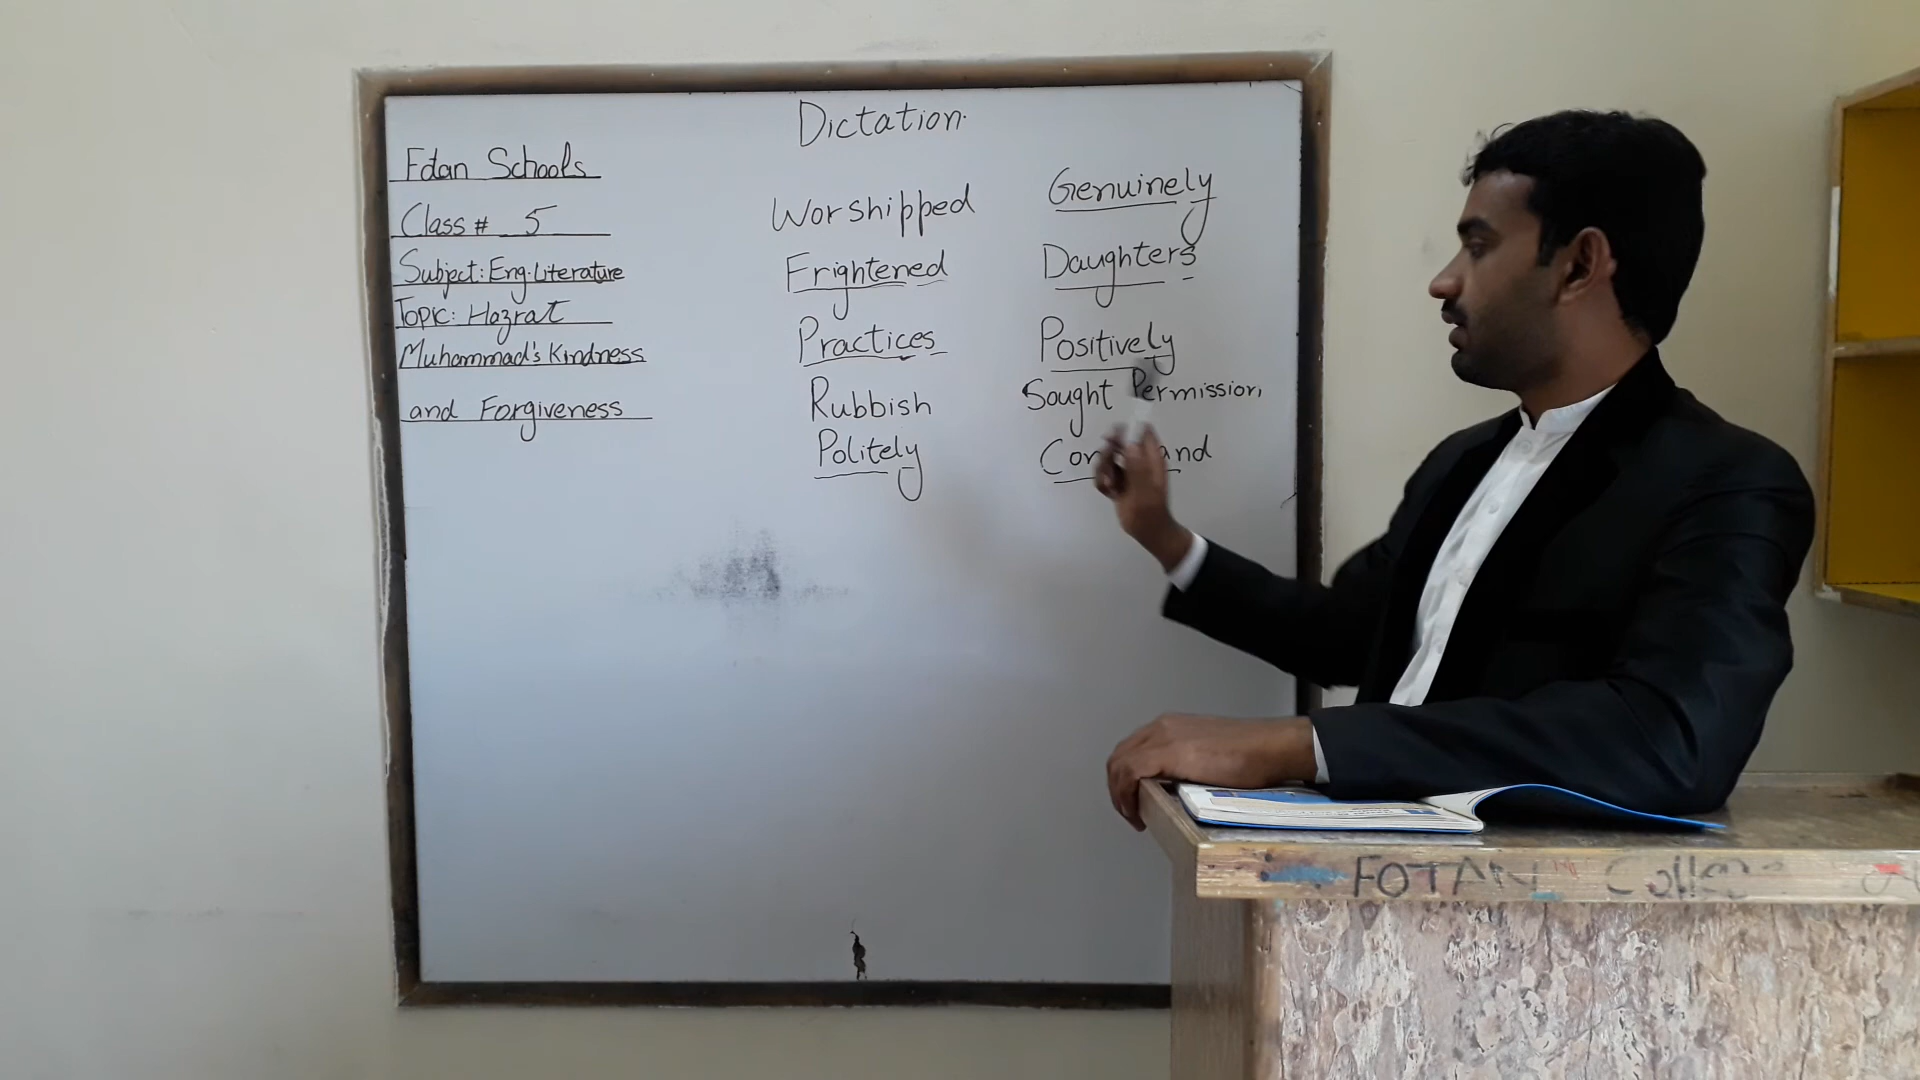 Dictation.
Fotan Schools
Class # 5
Subject: Eng. Literature
Topic: Hazrat
Muhammad's Kindness
and Forgiveness
Worshipped
Frightened
Practices
Rubbish
Politely
Genuinely
Daughters
Positively
Sought Permission,
FOTAN